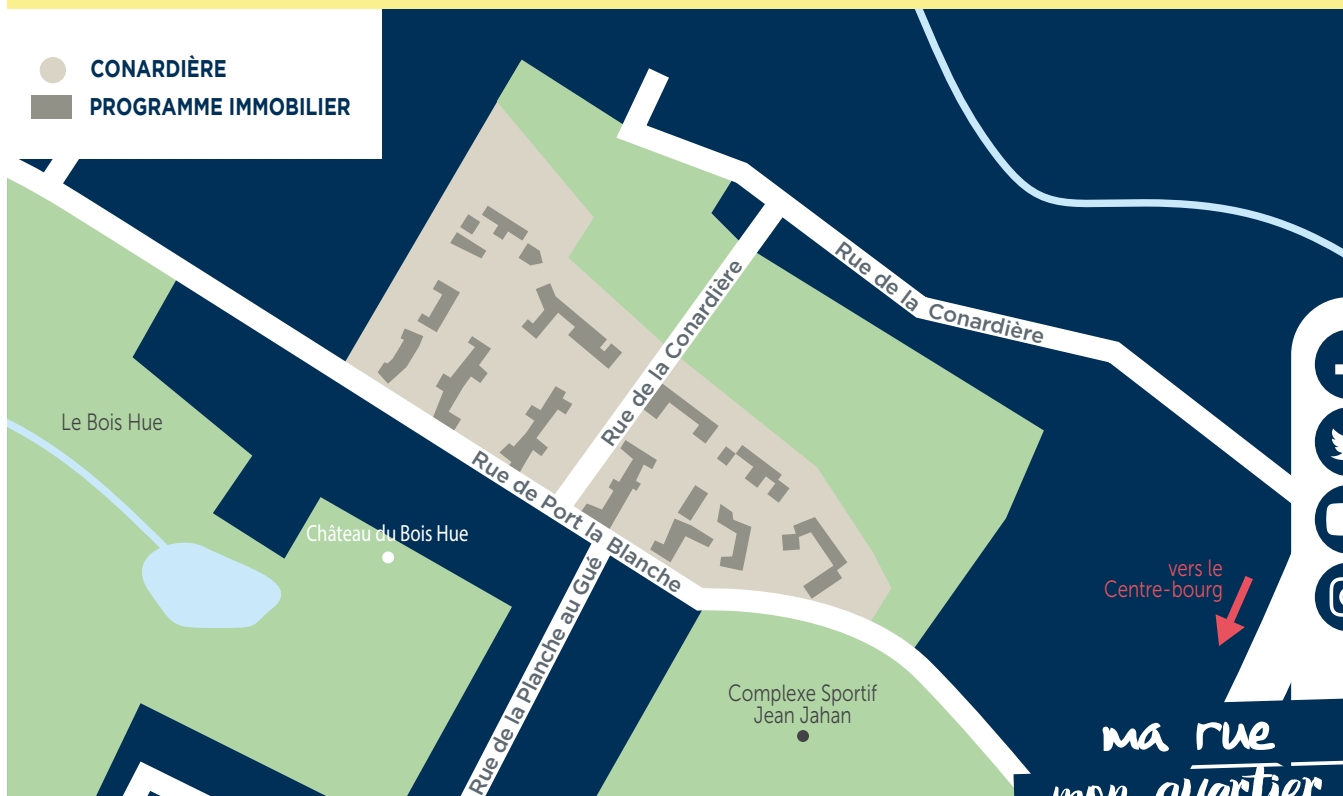 CONARDIÈRE
PROGRAMME IMMOBILIER
Rue de la Conardière
Rue de la Conardière
Le Bois Hue
Rue de Port la Blanche
Château du Bois Hue
Rue de la Planche au Gué
vers le
Centre-bourg
Complexe Sportif
Jean Jahan
ma rue
mon quartier